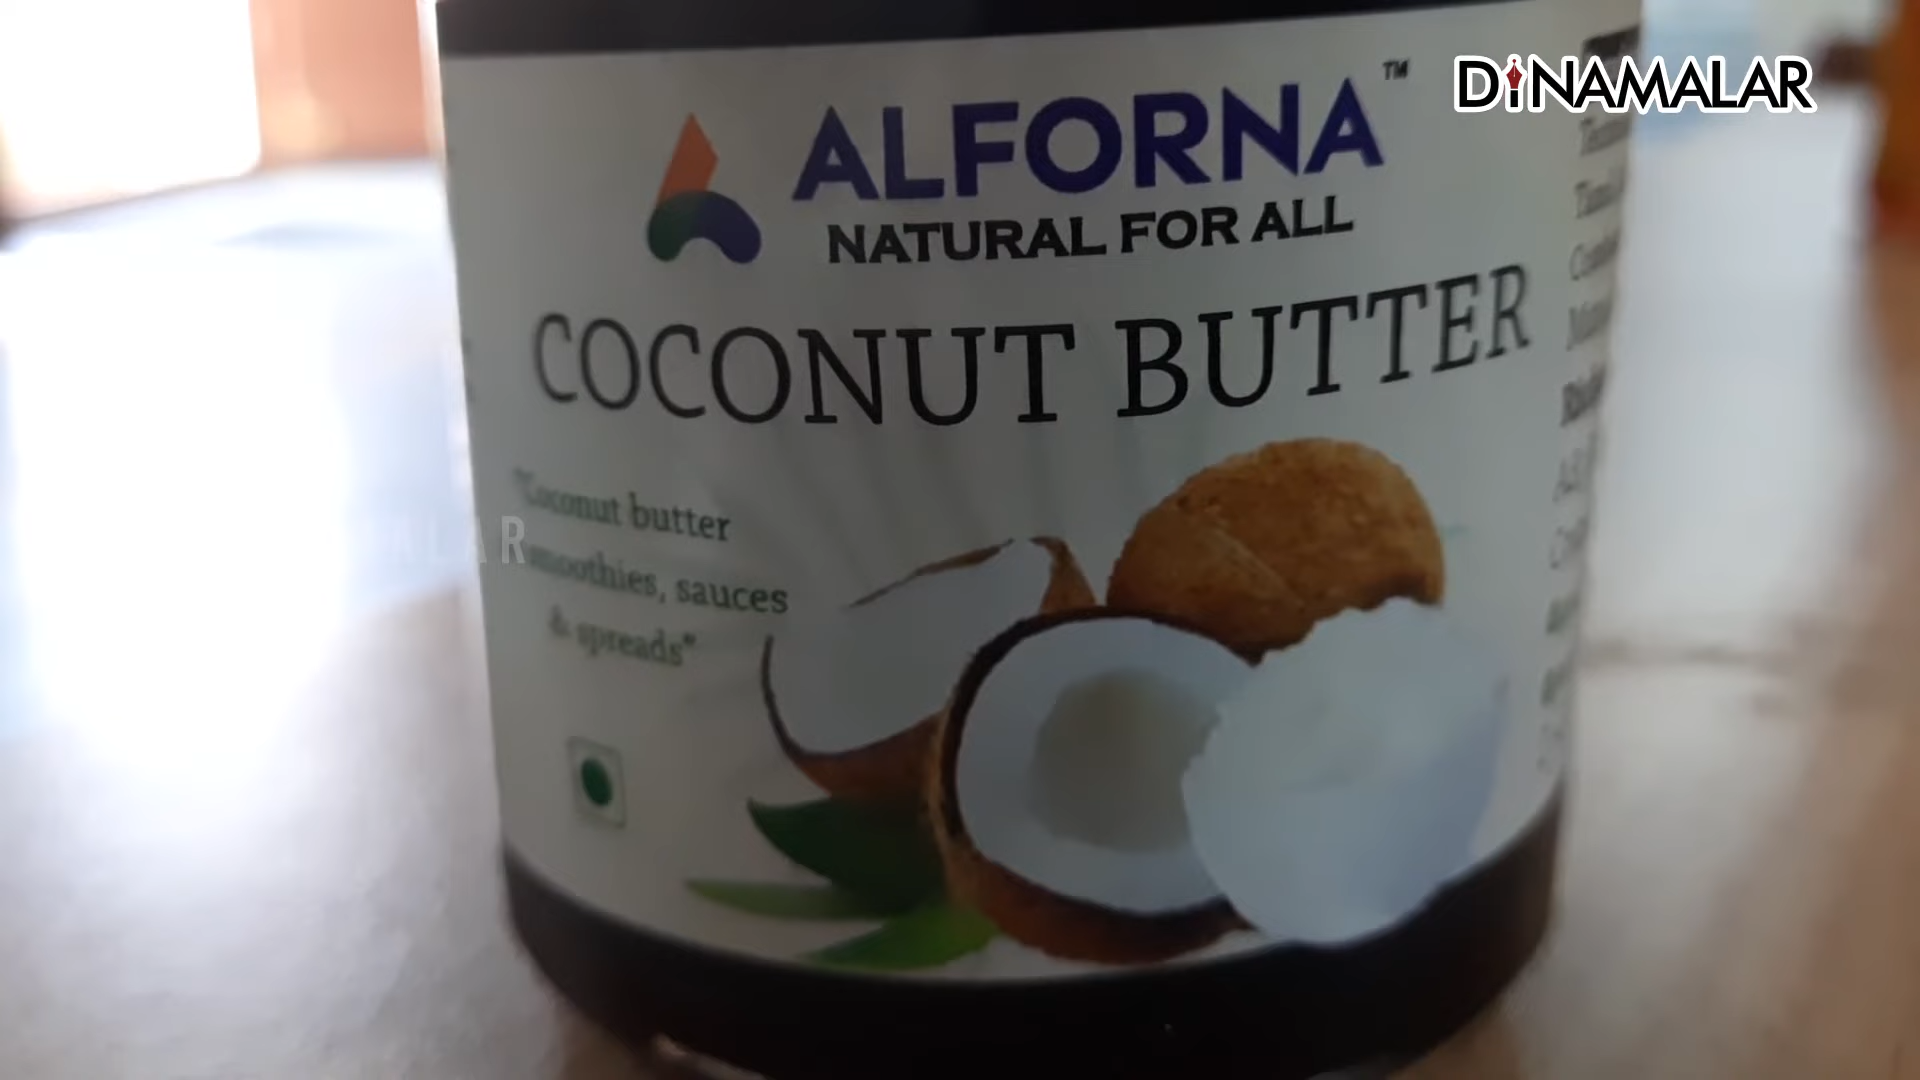 DINAMALAR
ALFORNA™
NATURAL FOR ALL
COCONUT BUTTER
"Coconut butter
smoothies, sauces
& spreads"